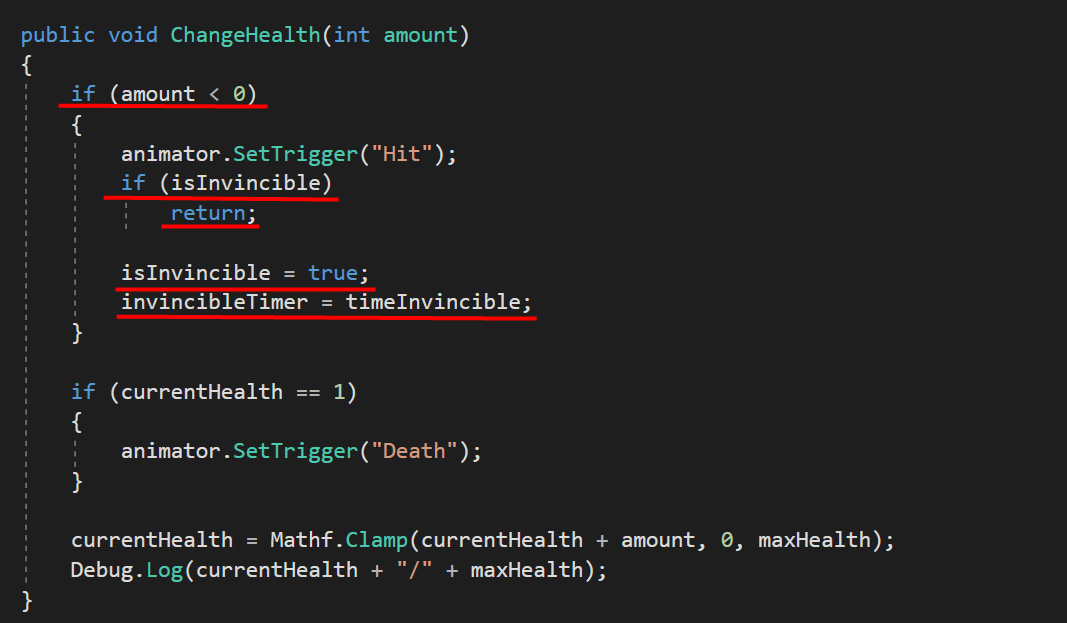 public void ChangeHealth(int amount)
{
if (amount < 0)
{
animator.SetTrigger("Hit");
if (isInvincible)
return;
isInvincible = true;
invincibleTimer = timeInvincible;
}
if (currentHealth == 1)
{
animator.SetTrigger("Death");
}
currentHealth = Mathf.Clamp(currentHealth + amount, 0, maxHealth);
Debug.Log(currentHealth + "/" + maxHealth);
}